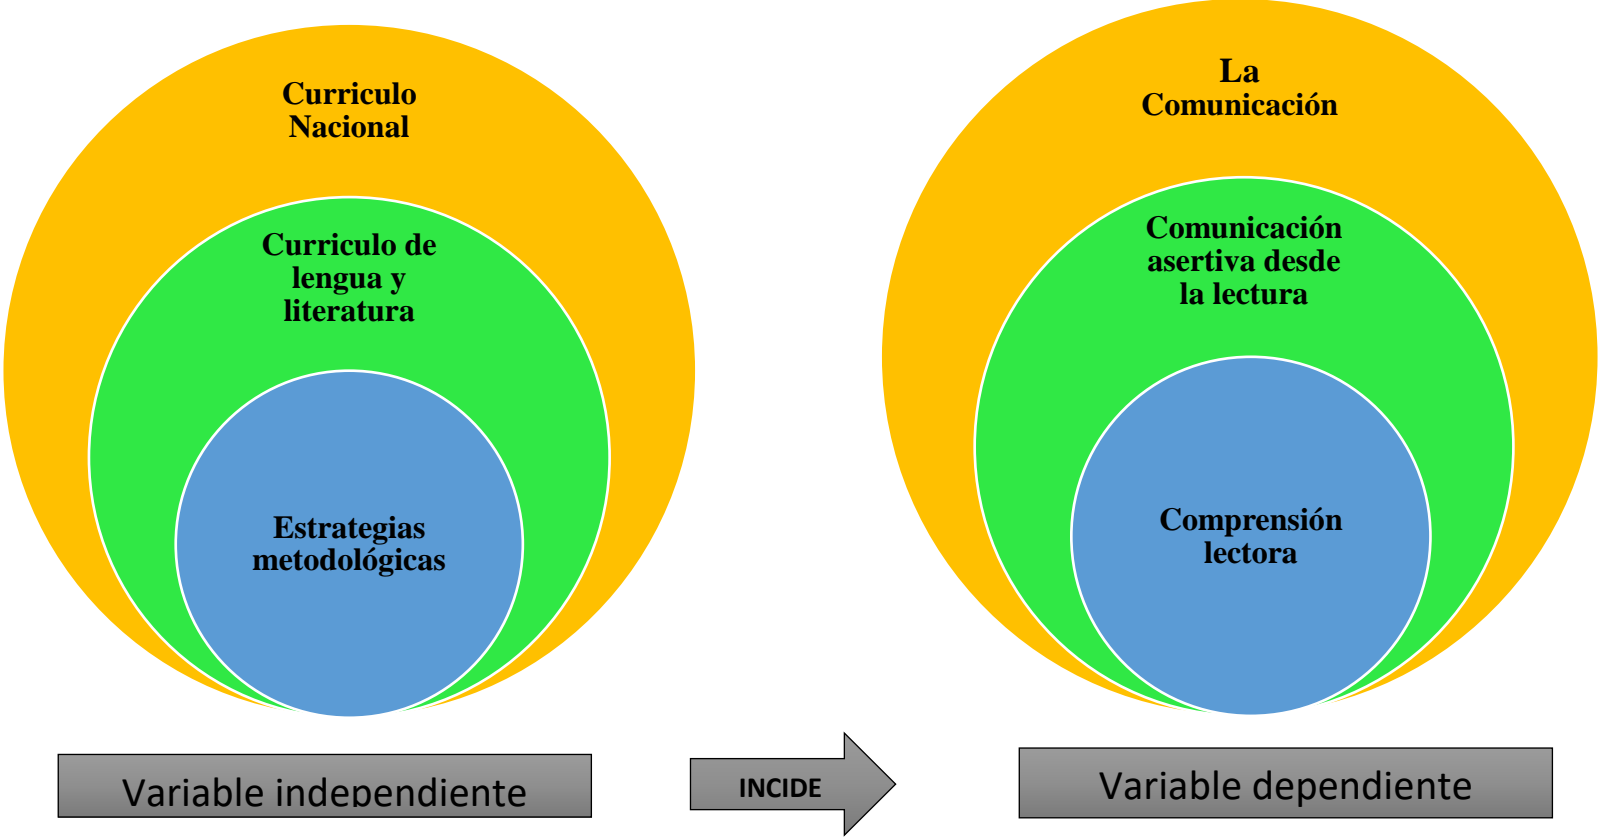 Curriculo
Nacional
Curriculo de
lengua y
literatura
Estrategias
metodológicas
La
Comunicación
Comunicación
asertiva desde
la lectura
Comprensión
lectora
Variable independiente
INCIDE
Variable dependiente